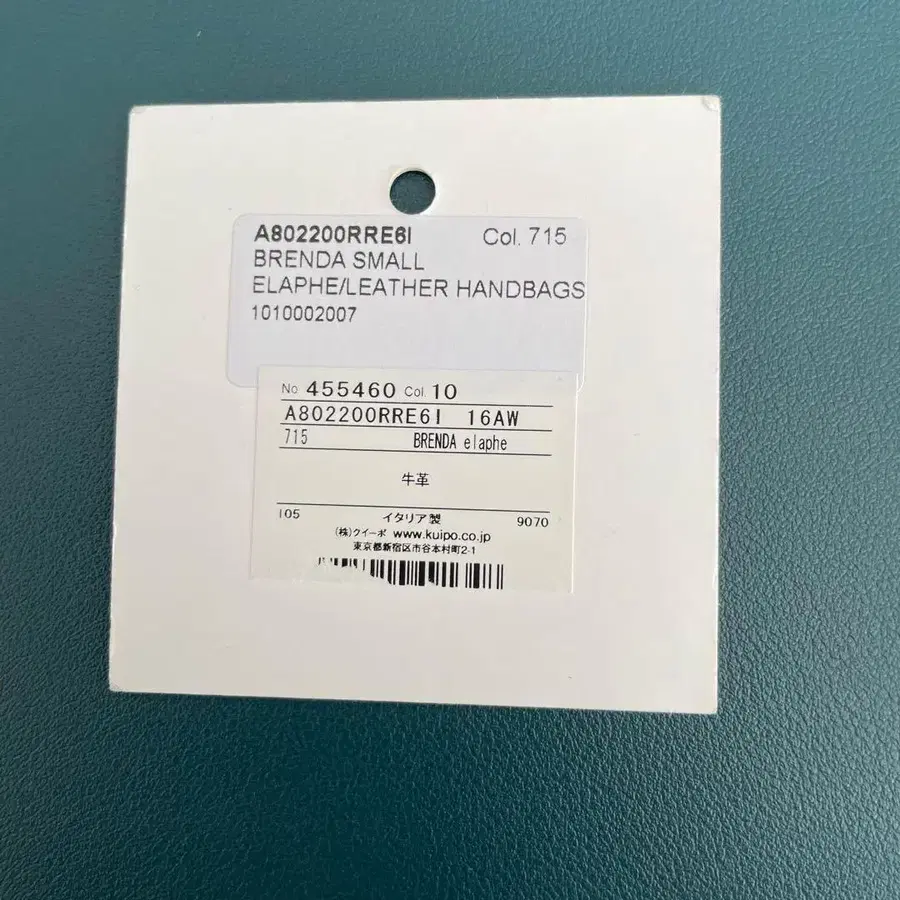 A802200RRE6I Col. 715
BRENDA SMALL
ELAPHE/LEATHER HANDBAGS
1010002007
No 455460 Col. 10
A802200RRE6I 16AW
715 BRENDA elaphe
牛革
105 イタリア製 9070
(株)クイーポ www.kuipo.co.jp
東京都新宿区市谷本村町2-1